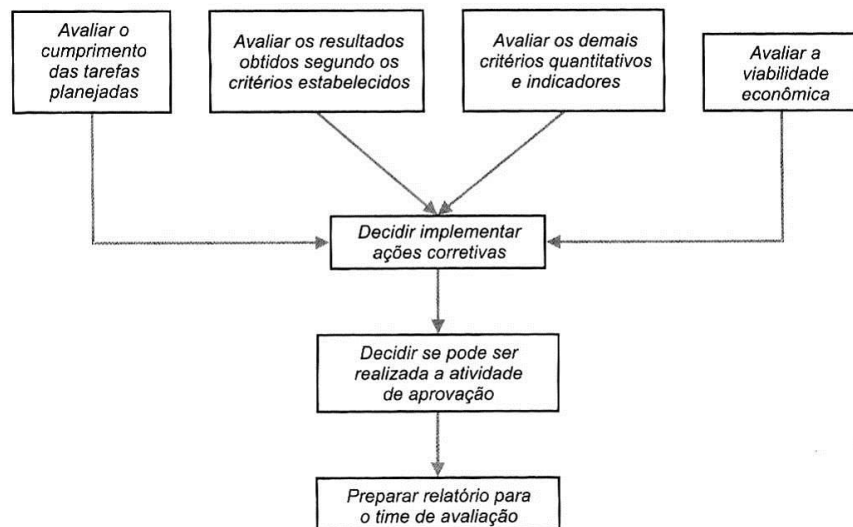 Avaliar o
cumprimento
das tarefas
planejadas
Avaliar os resultados
obtidos segundo os
critérios estabelecidos
Avaliar os demais
critérios quantitativos
e indicadores
Avaliar a
viabilidade
econômica
Decidir implementar
ações corretivas
Decidir se pode ser
realizada a atividade
de aprovação
Preparar relatório para
o time de avaliação